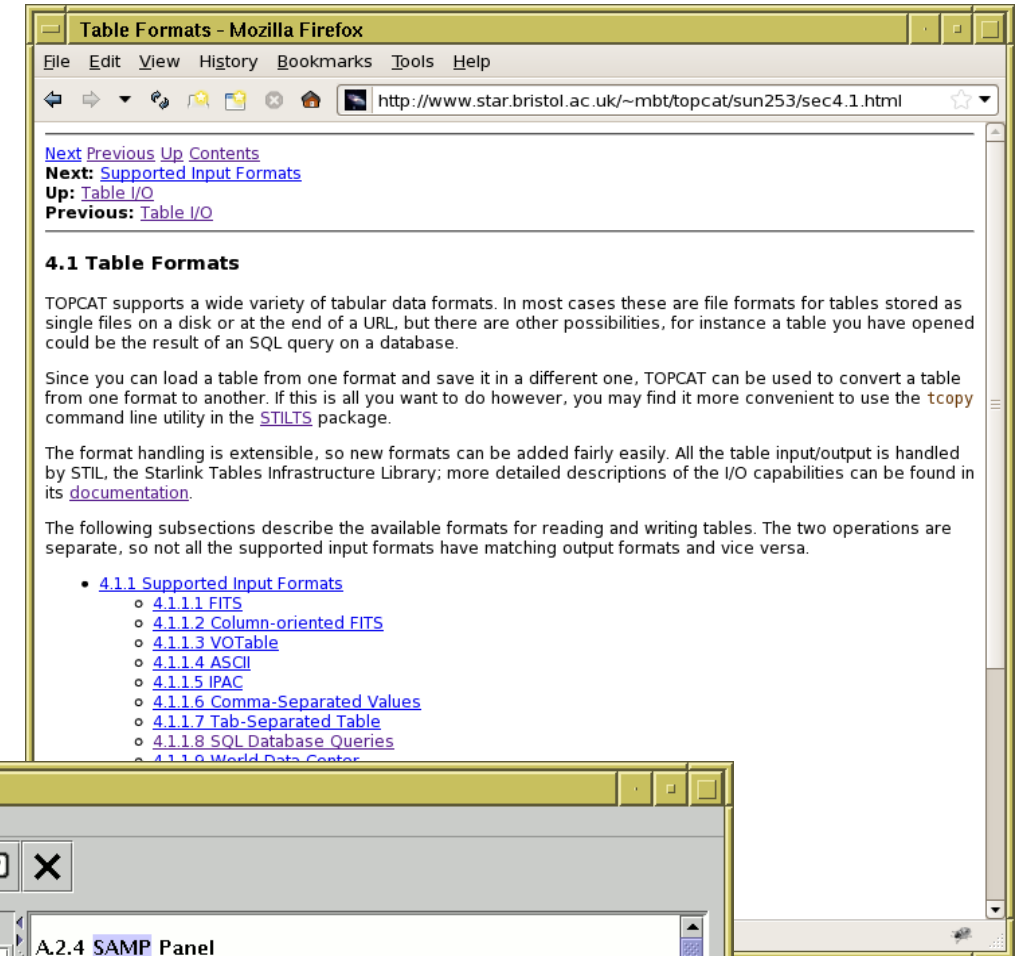 Table Formats - Mozilla Firefox
File Edit View History Bookmarks Tools Help
http://www.star.bristol.ac.uk/~mbt/topcat/sun253/sec4.1.html
Next Previous Up Contents
Next: Supported Input Formats
Up: Table I/O
Previous: Table I/O
4.1 Table Formats
TOPCAT supports a wide variety of tabular data formats. In most cases these are file formats for tables stored as
single files on a disk or at the end of a URL, but there are other possibilities, for instance a table you have opened
could be the result of an SQL query on a database.
Since you can load a table from one format and save it in a different one, TOPCAT can be used to convert a table
from one format to another. If this is all you want to do however, you may find it more convenient to use the tcopy
command line utility in the STILTS package.
The format handling is extensible, so new formats can be added fairly easily. All the table input/output is handled
by STIL, the Starlink Tables Infrastructure Library; more detailed descriptions of the I/O capabilities can be found in
its documentation.
The following subsections describe the available formats for reading and writing tables. The two operations are
separate, so not all the supported input formats have matching output formats and vice versa.
• 4.1.1 Supported Input Formats
o 4.1.1.1 FITS
o 4.1.1.2 Column-oriented FITS
o 4.1.1.3 VOTable
o 4.1.1.4 ASCII
o 4.1.1.5 IPAC
o 4.1.1.6 Comma-Separated Values
o 4.1.1.7 Tab-Separated Table
o 4.1.1.8 SQL Database Queries
o 4.1.1.9 World Data Center
A.2.4 SAMP Panel